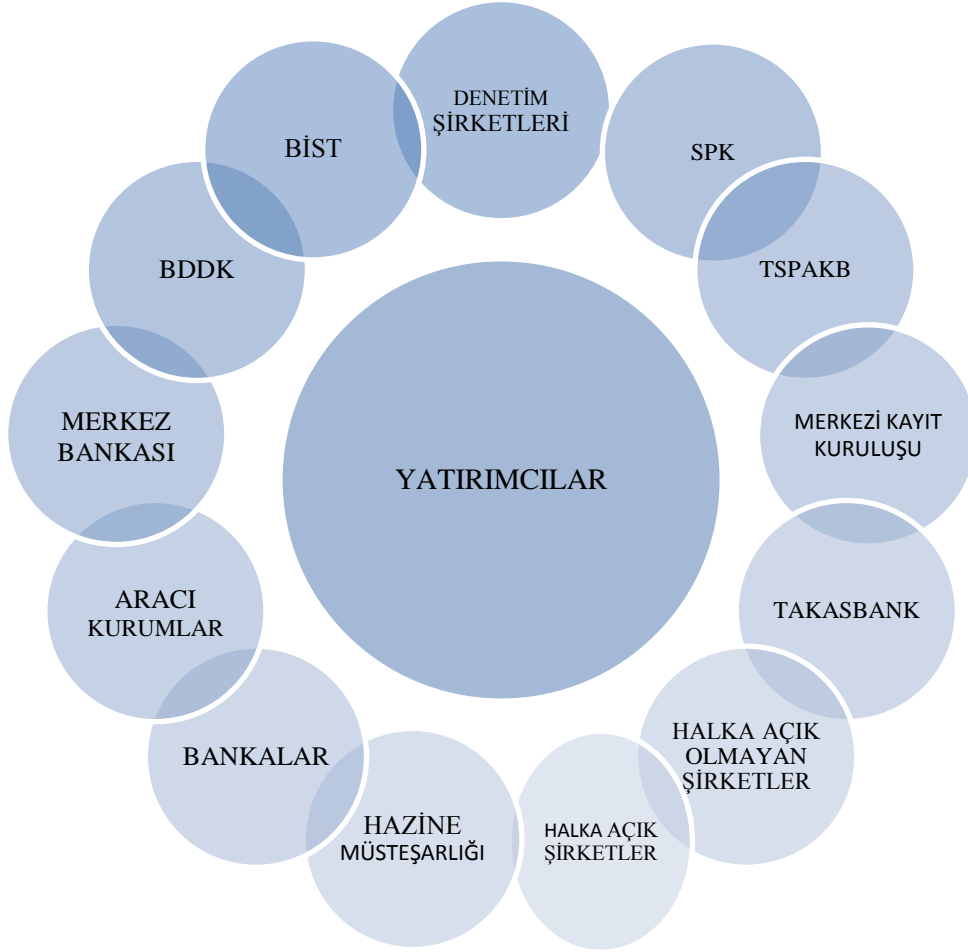 DENETİM
ŞİRKETLERİ
SPK
TSPAKB
MERKEZİ KAYIT
KURULUŞU
TAKASBANK
HALKA AÇIK
OLMAYAN
ŞİRKETLER
HALKA AÇIK
ŞİRKETLER
HAZİNE
MÜSTEŞARLIĞI
BANKALAR
ARACI
KURUMLAR
MERKEZ
BANKASI
BDDK
BİST
YATIRIMCILAR